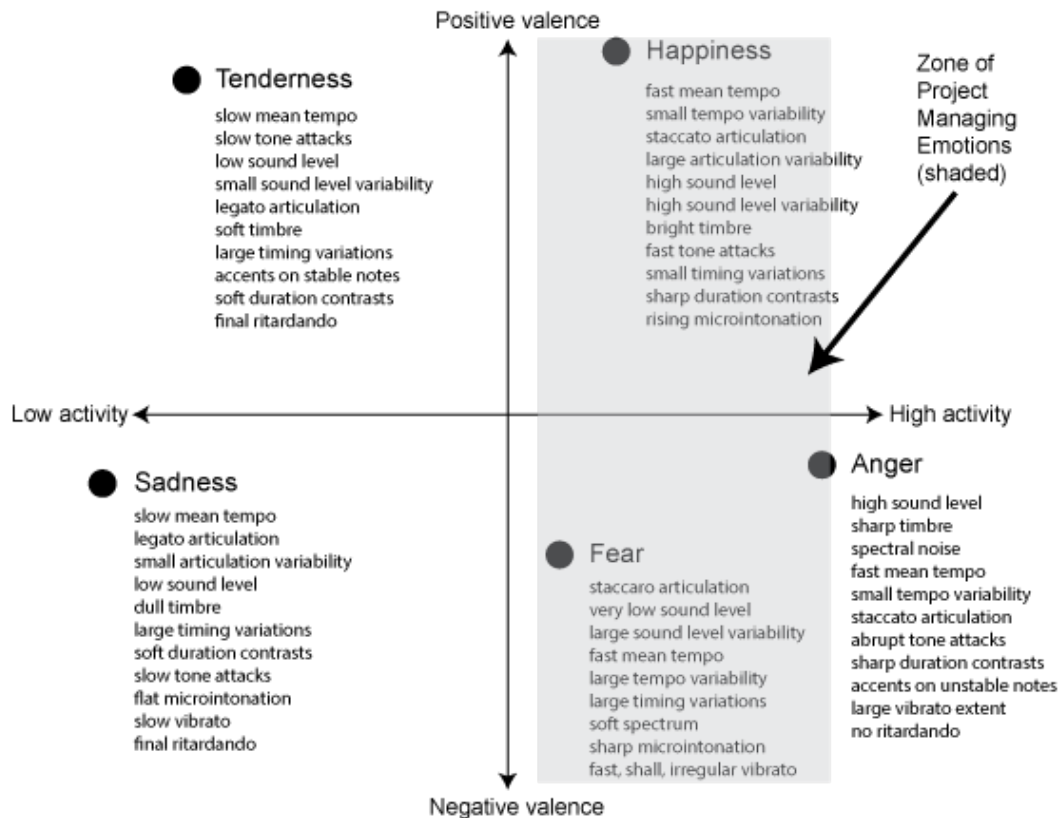 Positive valence
Tenderness
slow mean tempo
slow tone attacks
low sound level
small sound level variability
legato articulation
soft timbre
large timing variations
accents on stable notes
soft duration contrasts
final ritardando
Happiness
fast mean tempo
small tempo variability
staccato articulation
large articulation variability
high sound level
high sound level variability
bright timbre
fast tone attacks
small timing variations
sharp duration contrasts
rising microintonation
Zone of
Project
Managing
Emotions
(shaded)
Low activity
High activity
Sadness
slow mean tempo
legato articulation
small articulation variability
low sound level
dull timbre
large timing variations
soft duration contrasts
slow tone attacks
flat microintonation
slow vibrato
final ritardando
Fear
staccaro articulation
very low sound level
large sound level variability
fast mean tempo
large tempo variability
large timing variations
soft spectrum
sharp microintonation
fast, shall, irregular vibrato
Anger
high sound level
sharp timbre
spectral noise
fast mean tempo
small tempo variability
staccato articulation
abrupt tone attacks
sharp duration contrasts
accents on unstable notes
large vibrato extent
no ritardando
Negative valence